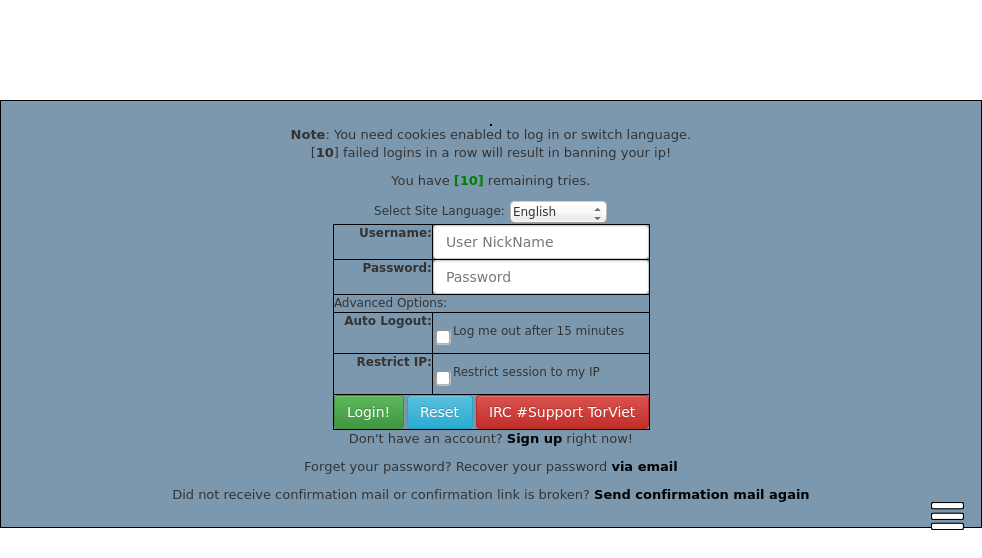 .
Note: You need cookies enabled to log in or switch language.
[10] failed logins in a row will result in banning your ip!
You have [10] remaining tries.
Select Site Language: English
Username: User NickName
Password: Password
Advanced Options:
Auto Logout: Log me out after 15 minutes
Restrict IP: Restrict session to my IP
Login! Reset IRC #Support TorViet
Don't have an account? Sign up right now!
Forget your password? Recover your password via email
Did not receive confirmation mail or confirmation link is broken? Send confirmation mail again